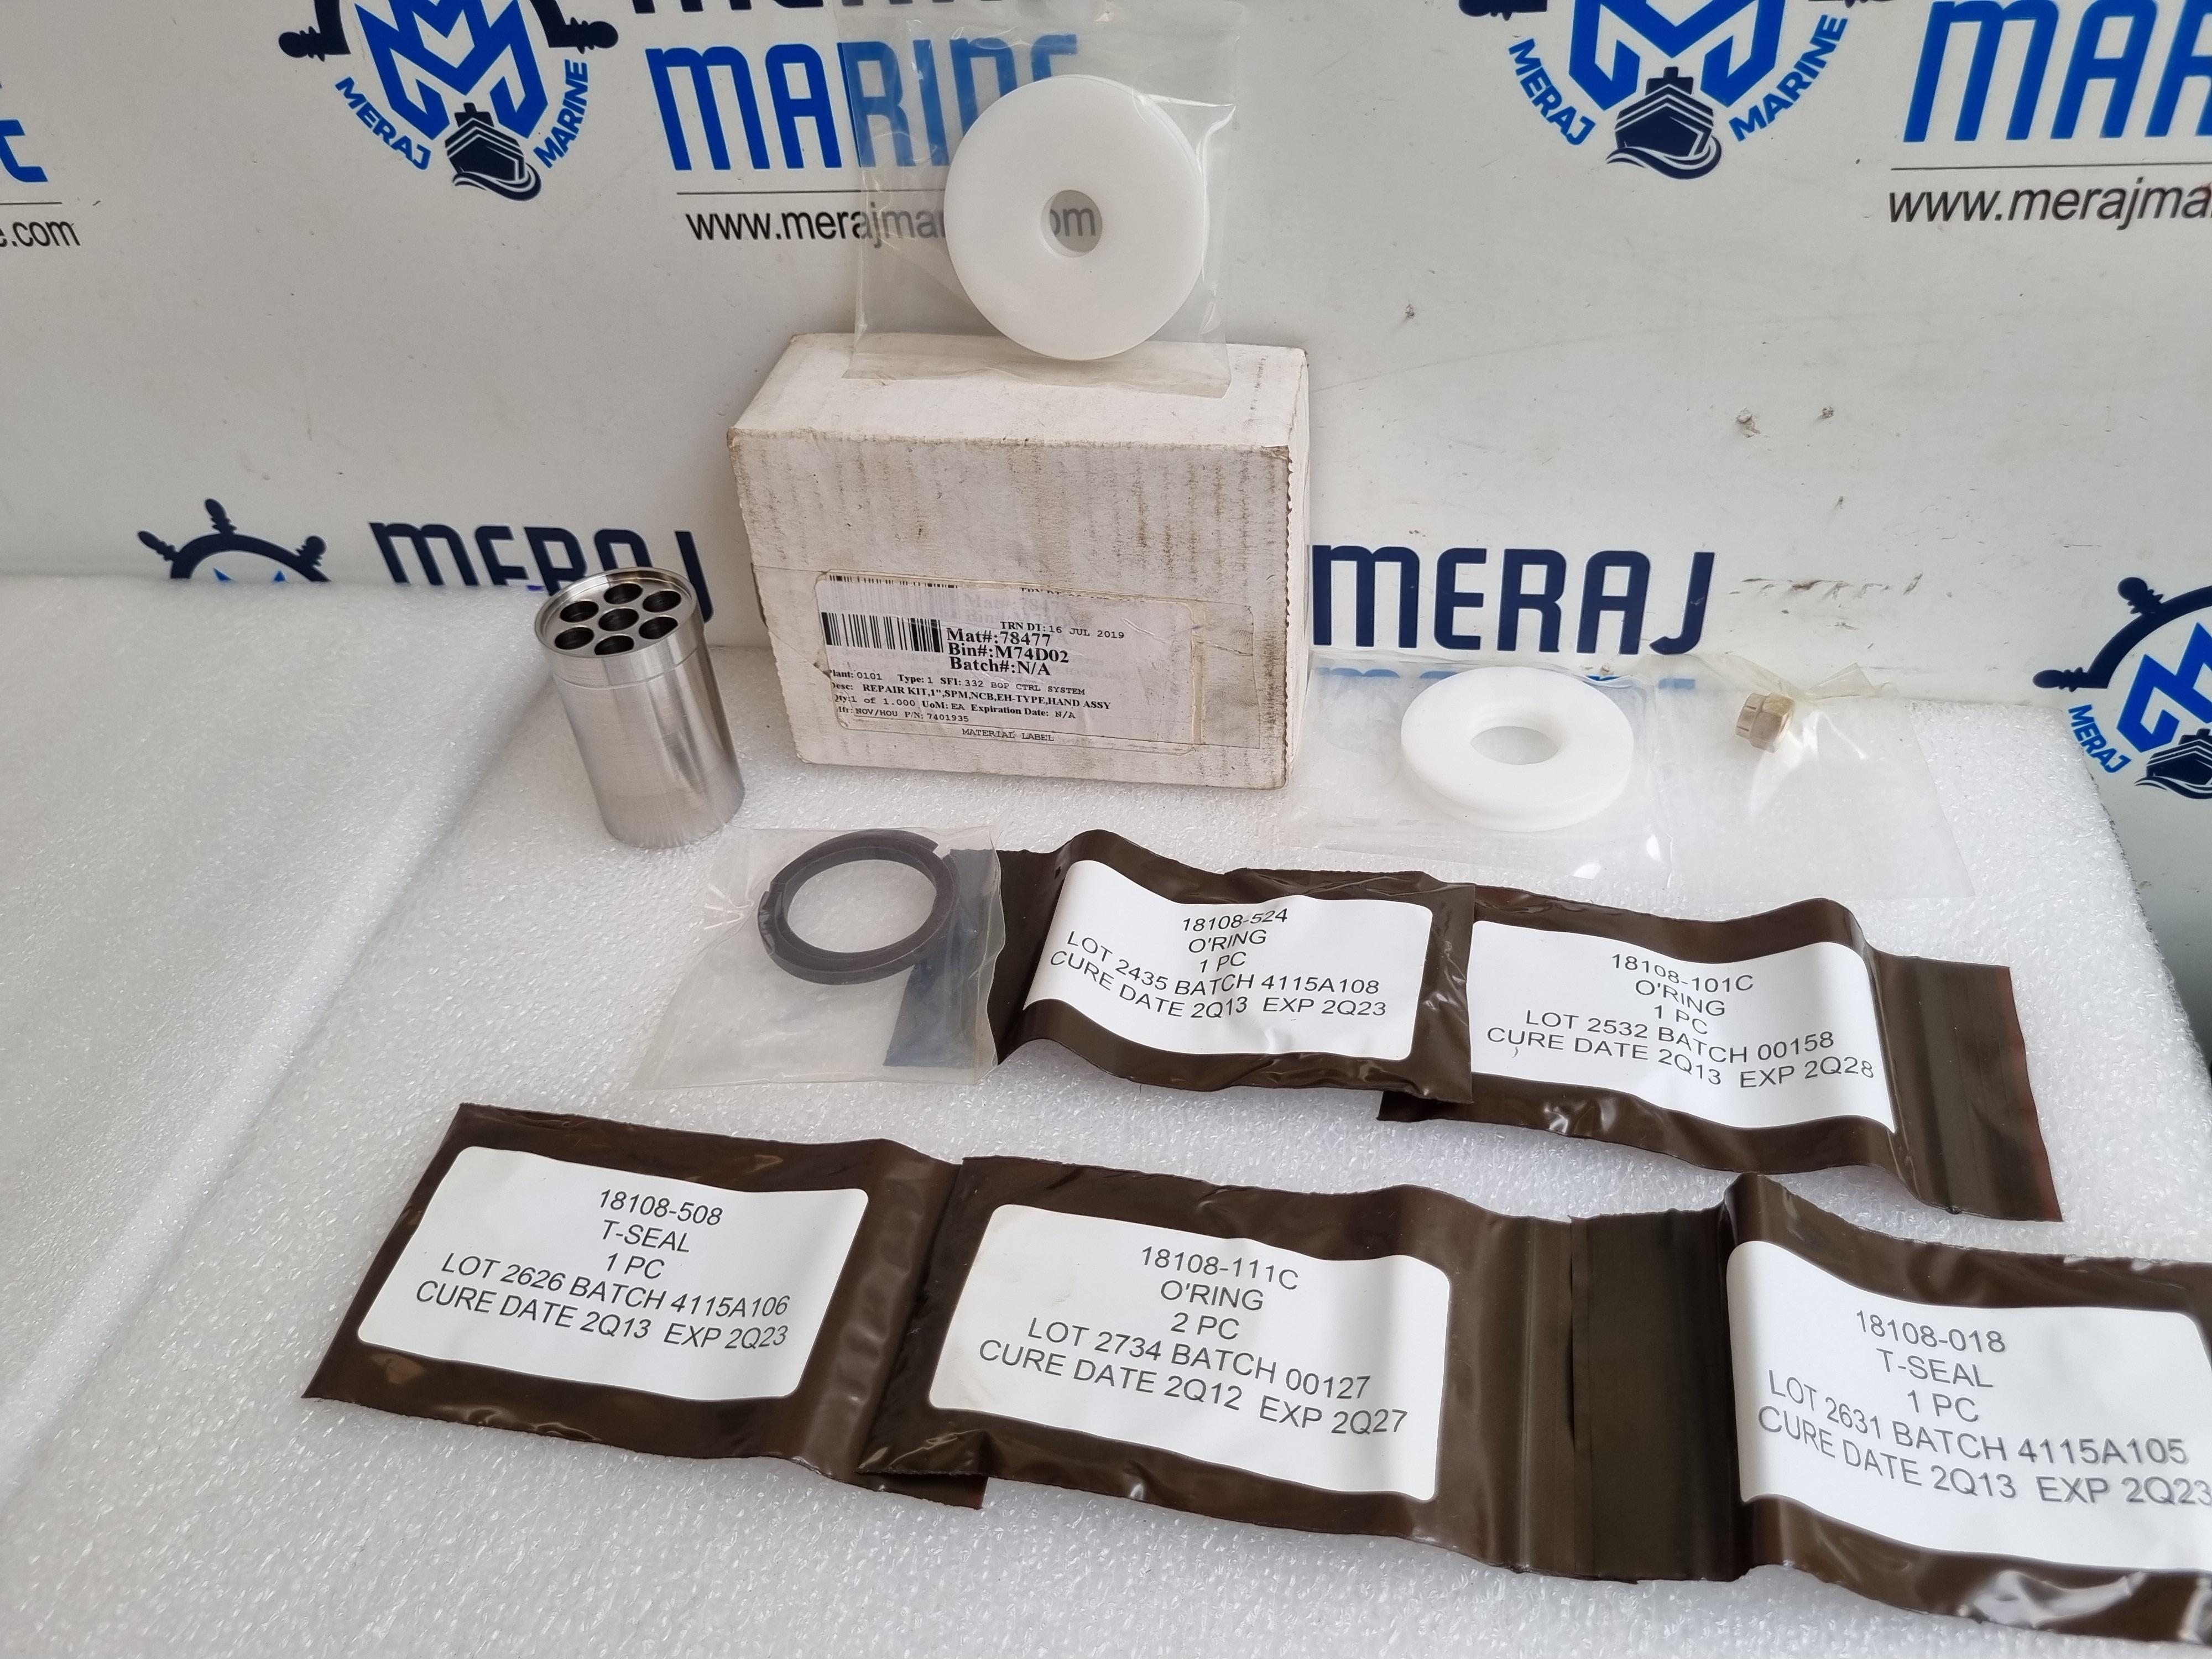 MERAJ MARINE
MARINE
www.merajma
om
MERAJ MARINE
MAR
www.merajma
e.com
MERAJ
MERAJ
MERAJ
TRN DT: 16 JUL 2019
Mat#:78477
Bin#:M74D02
Batch#:N/A
Plant: 0101 Type: 1 SFI: 332 BOP CTRL SYSTEM
Desc: REPAIR KIT,1",SPM,NCB,EH-TYPE,HAND ASSY
Qty:1 of 1.000 UoM: EA Expiration Date: N/A
Mfr: NOV/HOU P/N: 7401935
MATERIAL LABEL
18108-524
O'RING
1 PC
LOT 2435 BATCH 4115A108
CURE DATE 2Q13 EXP 2Q23
18108-101C
O'RING
1 PC
LOT 2532 BATCH 00158
CURE DATE 2Q13 EXP 2Q28
18108-508
T-SEAL
1 PC
LOT 2626 BATCH 4115A106
CURE DATE 2Q13 EXP 2Q23
18108-111C
O'RING
2 PC
LOT 2734 BATCH 00127
CURE DATE 2Q12 EXP 2Q27
18108-018
T-SEAL
1 PC
LOT 2631 BATCH 4115A105
CURE DATE 2Q13 EXP 2Q23